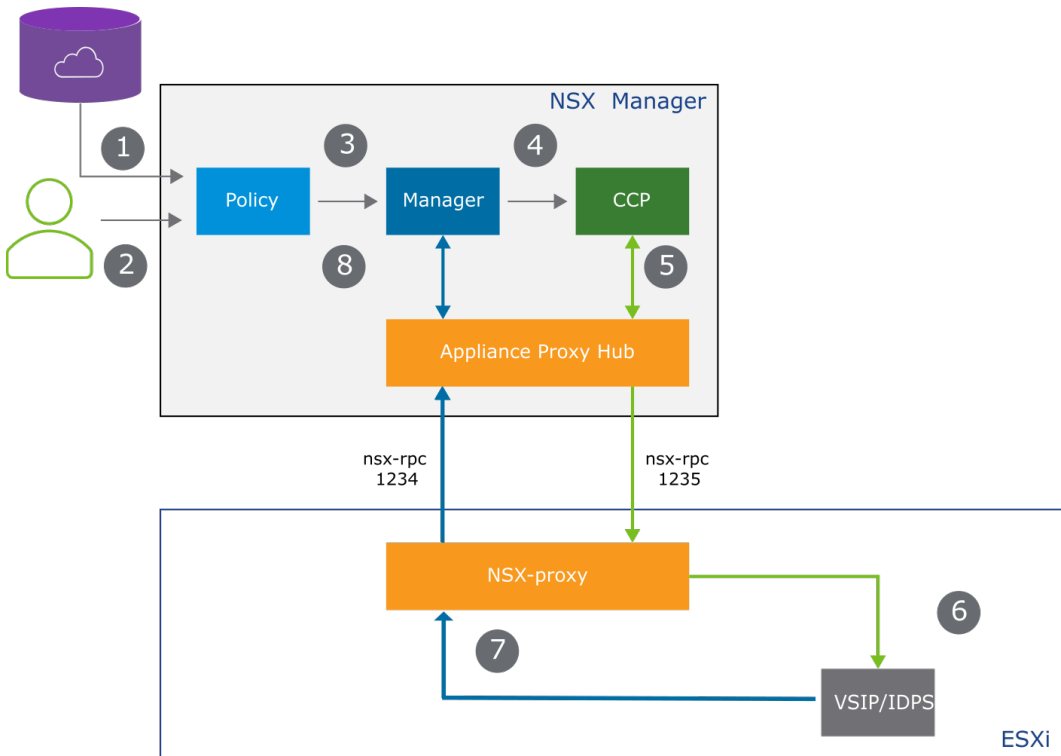 NSX Manager
1
3
4
Policy
Manager
CCP
2
8
5
Appliance Proxy Hub
nsx-rpc
1234
nsx-rpc
1235
NSX-proxy
6
7
VSIP/IDPS
ESXi